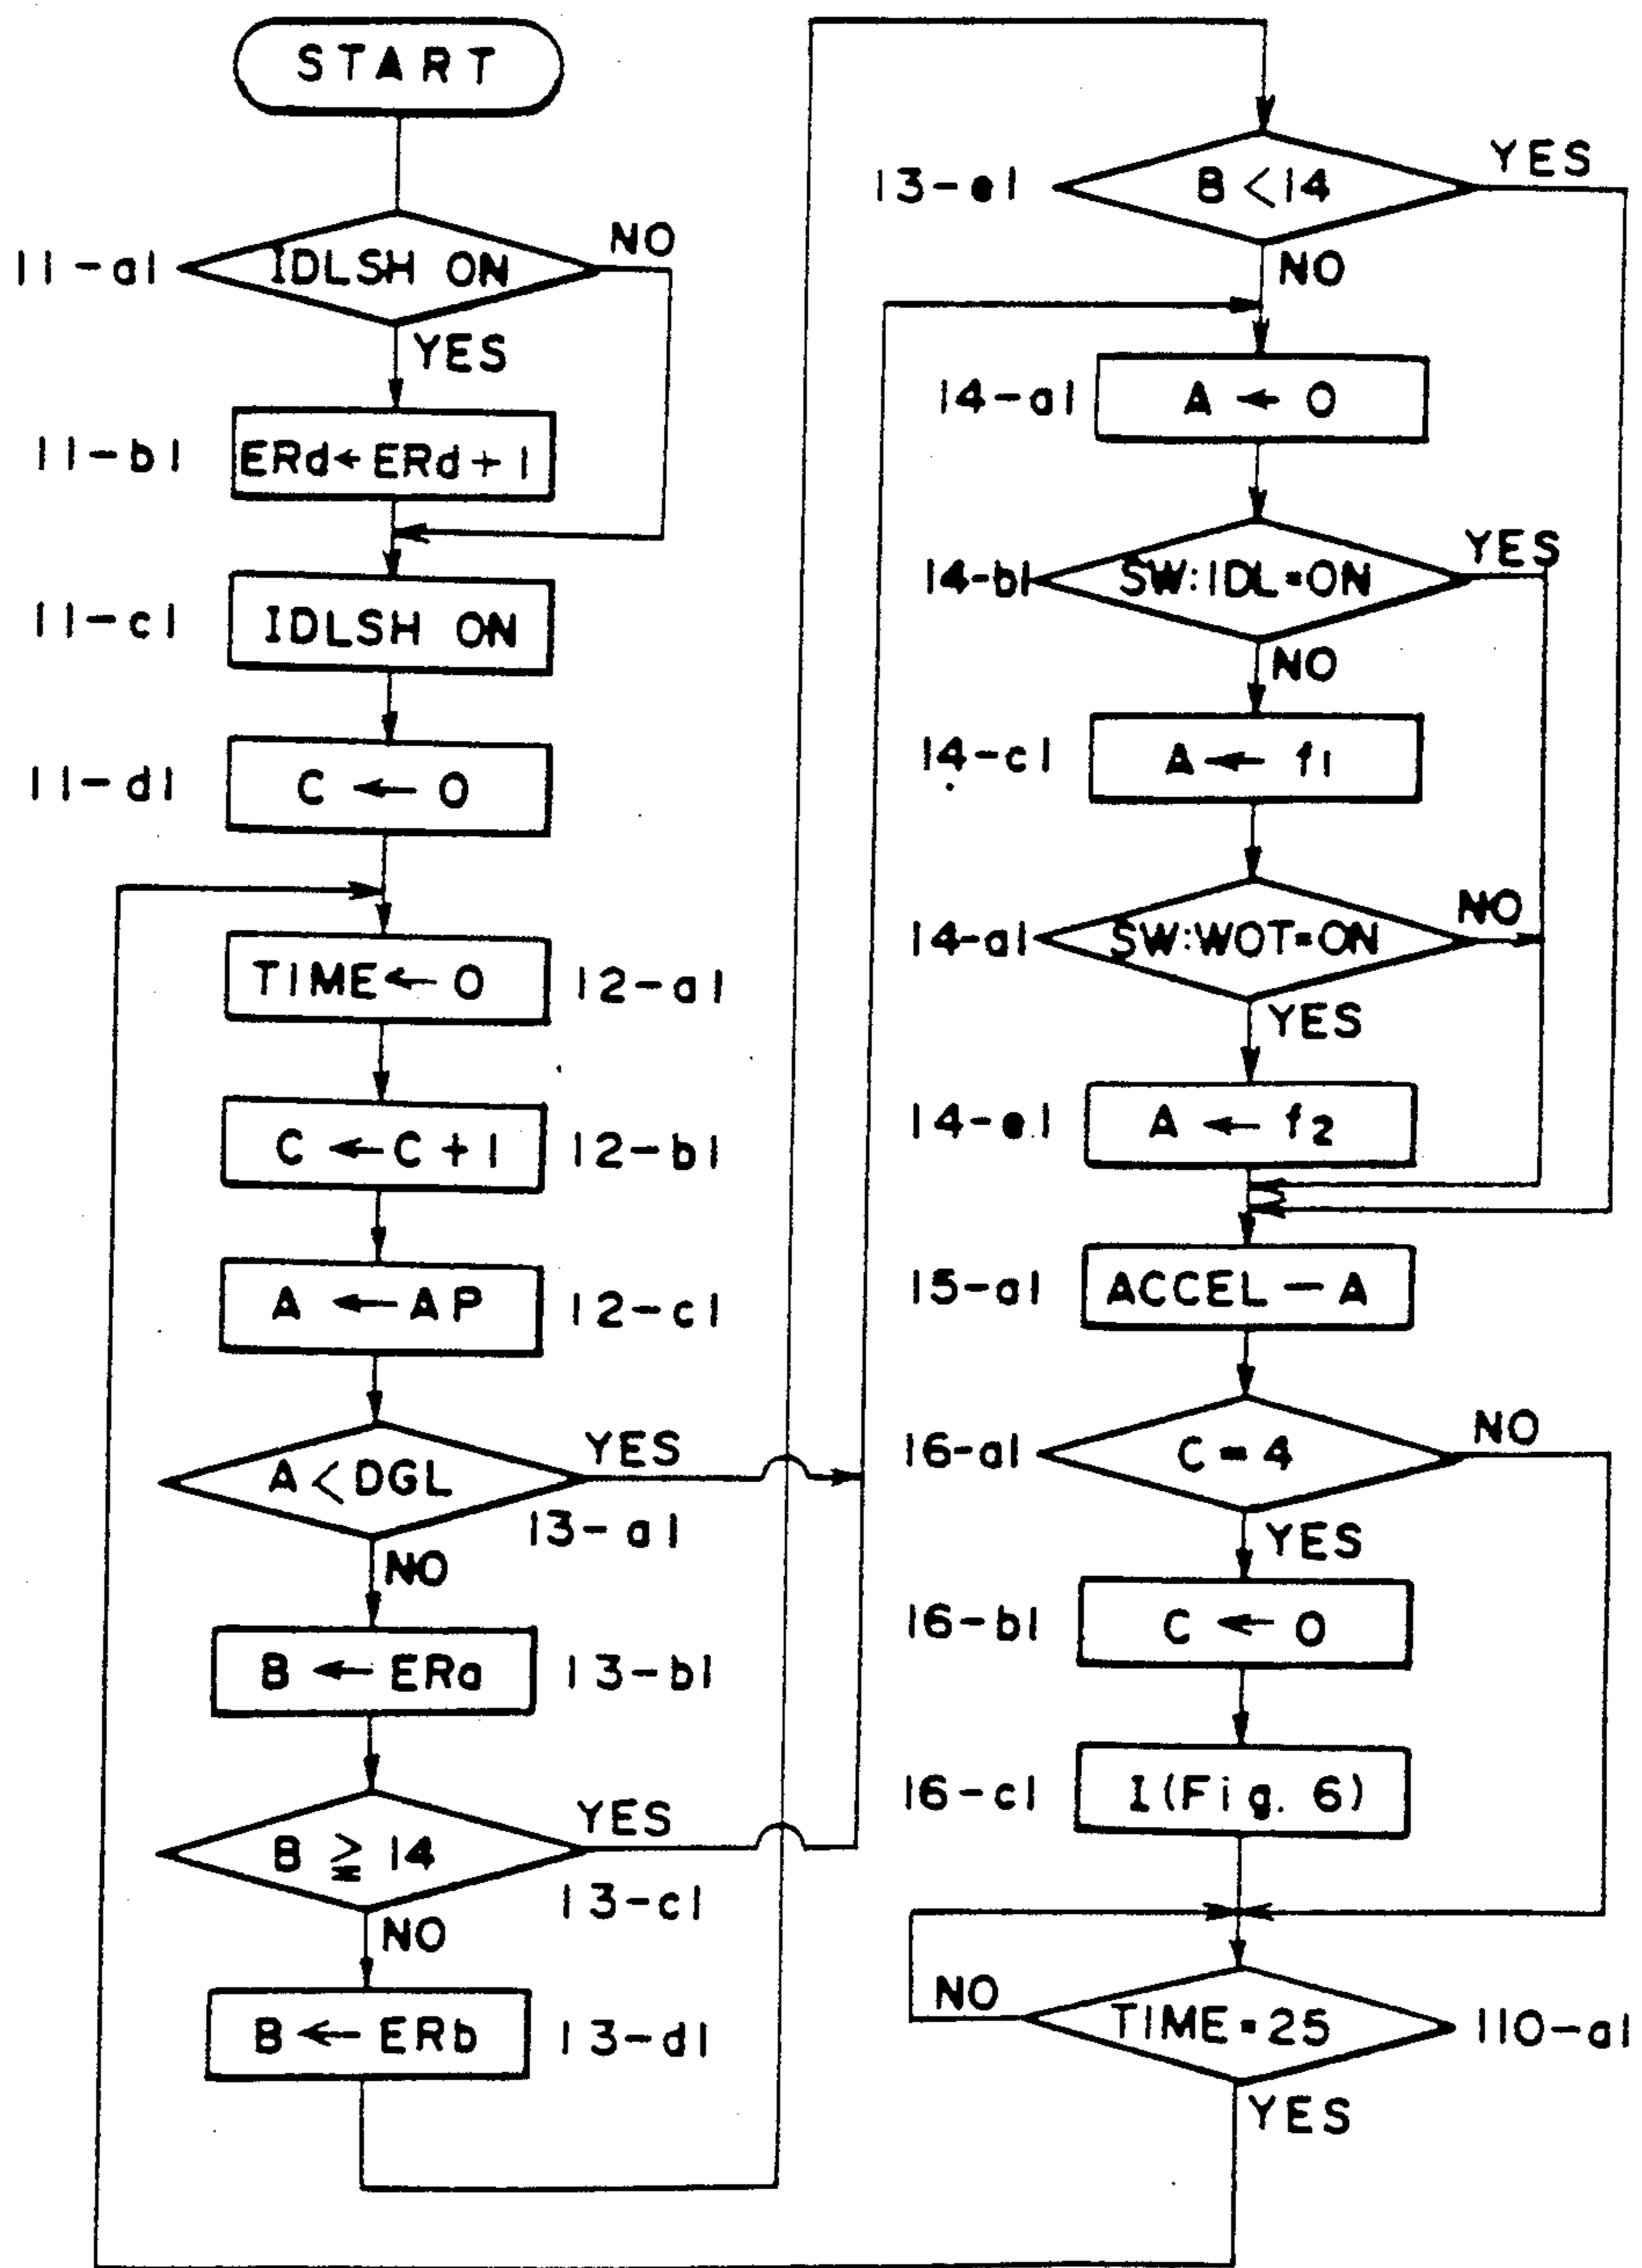 START
11-a1
IDLSH ON
NO
YES
11-b1
ERd ← ERd + 1
11-c1
IDLSH ON
11-d1
C ← 0
TIME ← 0
12-a1
C ← C + 1
12-b1
A ← AP
12-c1
A < DGL
YES
13-a1
NO
B ← ERa
13-b1
B ≧ 14
YES
13-c1
NO
B ← ERb
13-d1
13-e1
B < 14
YES
NO
14-a1
A ← 0
14-b1
SW:IDL=ON
YES
NO
14-c1
A ← f1
14-a1
SW:WOT=ON
NO
YES
14-e1
A ← f2
15-a1
ACCEL — A
16-a1
C = 4
NO
YES
16-b1
C ← 0
16-c1
I (Fig. 6)
NO
TIME = 25
110-a1
YES